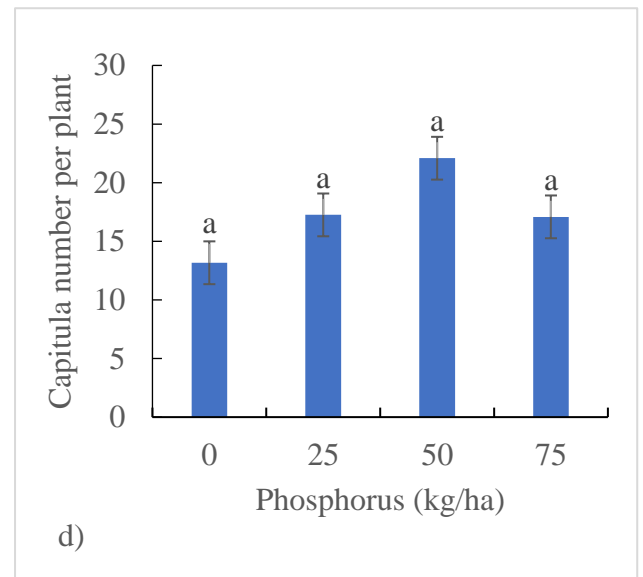 Capitula number per plant
30
25
20
15
10
5
0
a
a
a
a
0 25 50 75
Phosphorus (kg/ha)
d)